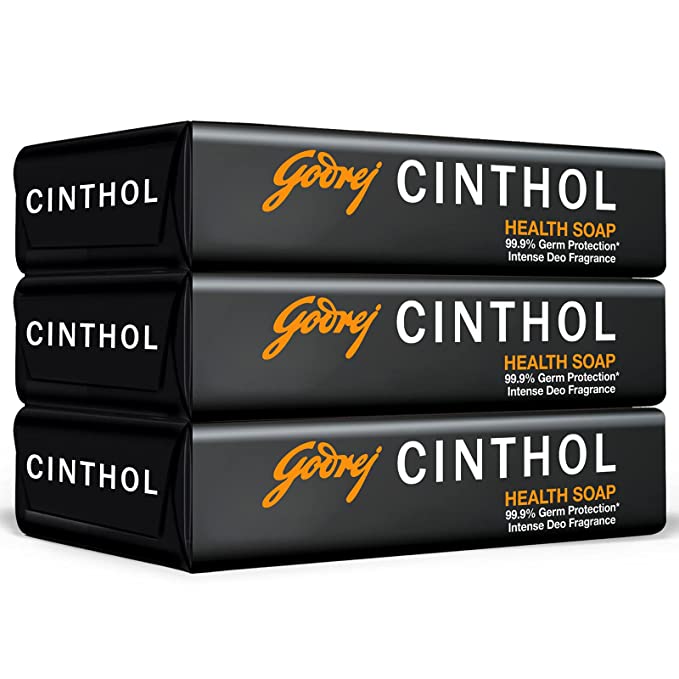 CINTHOL
Godrej CINTHOL
HEALTH SOAP
99.9% Germ Protection*
Intense Deo Fragrance
CINTHOL
Godrej CINTHOL
HEALTH SOAP
99.9% Germ Protection*
Intense Deo Fragrance
CINTHOL
Godrej CINTHOL
HEALTH SOAP
99.9% Germ Protection*
Intense Deo Fragrance